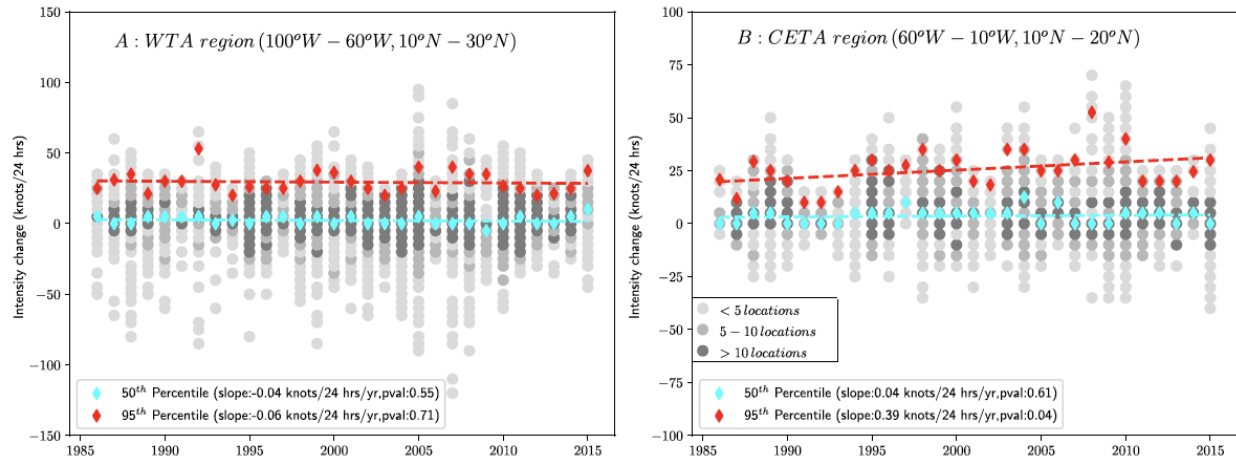 A : WTA region (100°W − 60°W, 10°N − 30°N)
Intensity change (knots/24 hrs)
150
100
50
0
−50
−100
−150
50th Percentile (slope:-0.04 knots/24 hrs/yr,pval:0.55)
95th Percentile (slope:-0.06 knots/24 hrs/yr,pval:0.71)
1985
1990
1995
2000
2005
2010
2015
B : CETA region (60°W − 10°W, 10°N − 20°N)
Intensity change (knots/24 hrs)
100
75
50
25
0
−25
−50
−75
−100
< 5 locations
5 − 10 locations
> 10 locations
50th Percentile (slope:0.04 knots/24 hrs/yr,pval:0.61)
95th Percentile (slope:0.39 knots/24 hrs/yr,pval:0.04)
1985
1990
1995
2000
2005
2010
2015